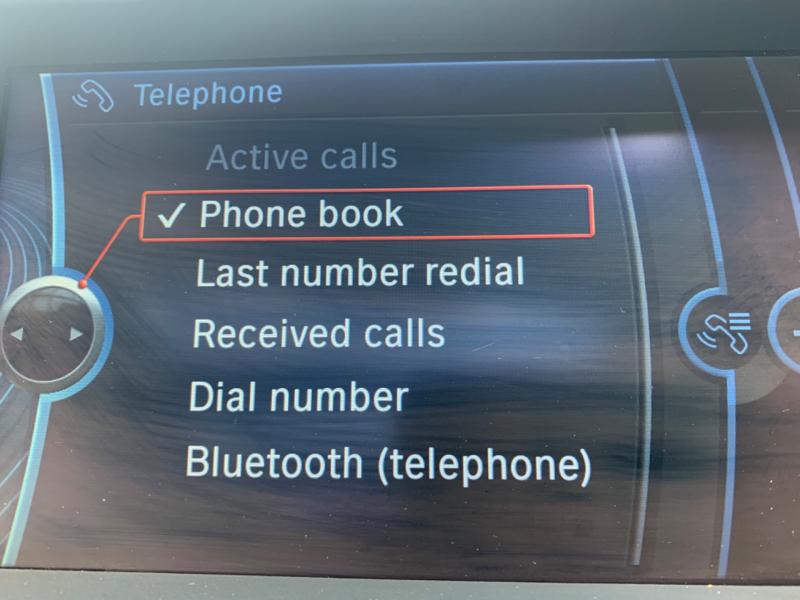 Telephone
Active calls
✓ Phone book
Last number redial
Received calls
Dial number
Bluetooth (telephone)